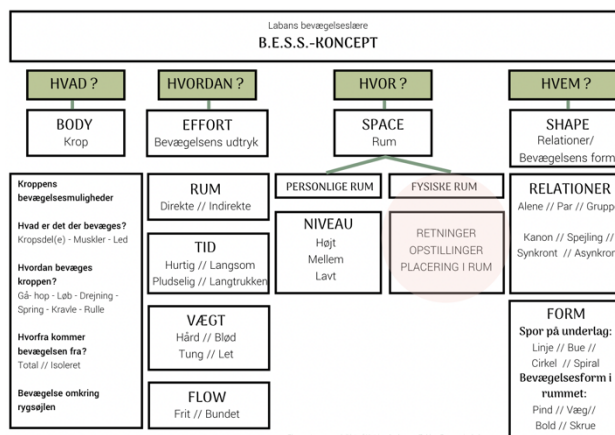 Labans bevægelseslære
B.E.S.S.-KONCEPT
HVAD ?
HVORDAN ?
HVOR ?
HVEM ?
BODY
Krop
EFFORT
Bevægelsens udtryk
SPACE
Rum
SHAPE
Relationer/
Bevægelsens form
Kroppens
bevægelsesmuligheder
Hvad er det der bevæges?
Kropsdel(e) - Muskler - Led
Hvordan bevæges
kroppen?
Gå- hop - Løb - Drejning -
Spring - Kravle - Rulle
Hvorfra kommer
bevægelsen fra?
Total // Isoleret
Bevægelse omkring
rygsøjlen
RUM
Direkte // Indirekte
TID
Hurtig // Langsom
Pludselig // Langtrukken
VÆGT
Hård // Blød
Tung // Let
FLOW
Frit // Bundet
PERSONLIGE RUM
NIVEAU
Højt
Mellem
Lavt
FYSISKE RUM
RETNINGER
OPSTILLINGER
PLACERING I RUM
RELATIONER
Alene // Par // Gruppe
Kanon // Spejling //
Synkront // Asynkron
FORM
Spor på underlag:
Linje // Bue //
Cirkel // Spiral
Bevægelsesform i
rummet:
Pind // Væg//
Bold // Skrue